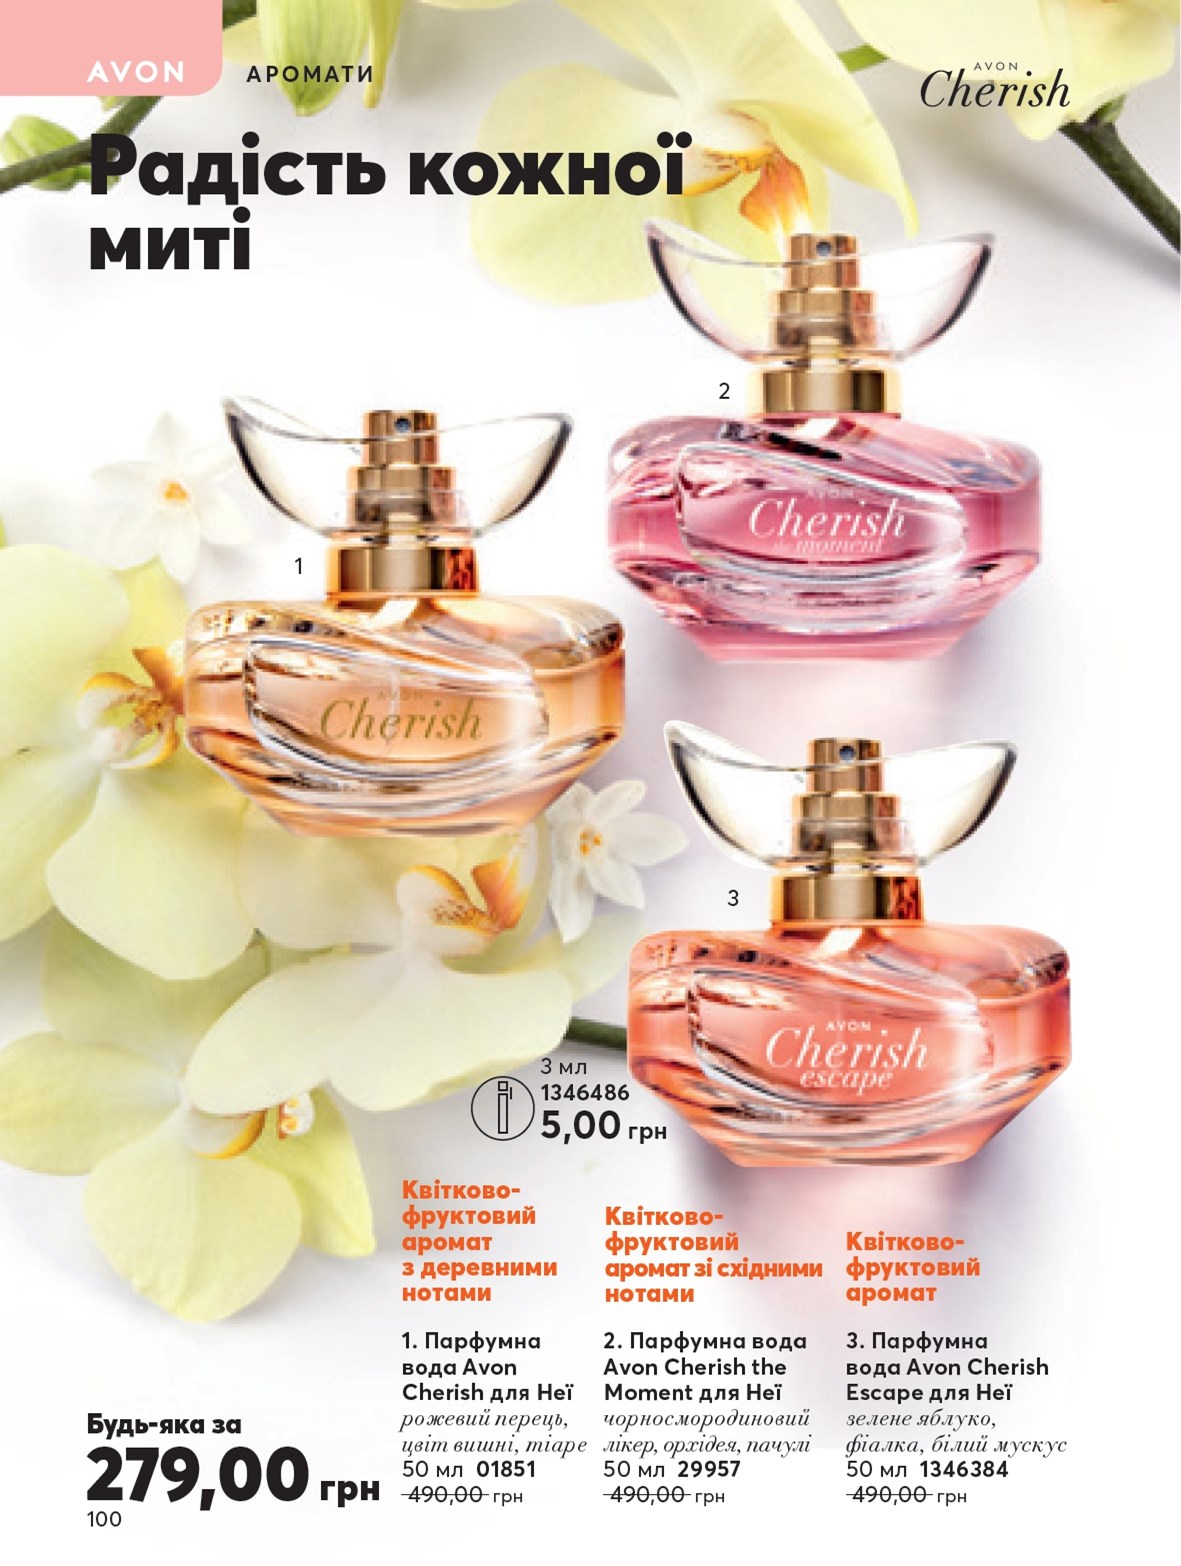 AVON
АРОМАТИ
AVON
Cherish
Радість кожної
миті
2
AVON
Cherish
the moment
1
AVON
Cherish
3
AVON
Cherish
escape
3 мл
1346486
5,00 грн
Квітково-
фруктовий
аромат
з деревними
нотами
1. Парфумна
вода Avon
Cherish для Неї
рожевий перець,
цвіт вишні, тіаре
50 мл 01851
490,00 грн
Квітково-
фруктовий
аромат зі східними
нотами
2. Парфумна вода
Avon Cherish the
Moment для Неї
чорносмородиновий
лікер, орхідея, пачулі
50 мл 29957
490,00 грн
Квітково-
фруктовий
аромат
3. Парфумна
вода Avon Cherish
Escape для Неї
зелене яблуко,
фіалка, білий мускус
50 мл 1346384
490,00 грн
Будь-яка за
279,00 грн
100